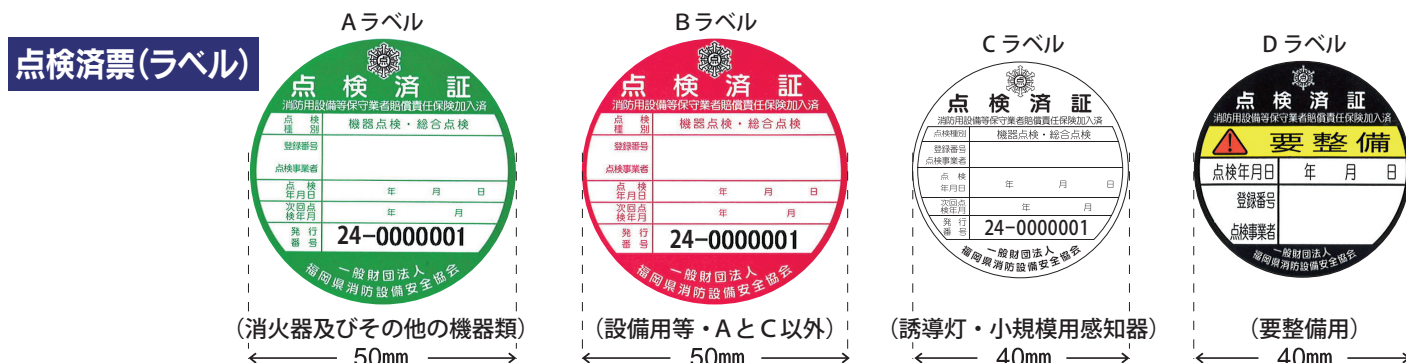 点検済票(ラベル)
Aラベル
点検済証
消防用設備等保守業者賠償責任保険加入済
点検種別 機器点検・総合点検
登録番号
点検事業者
点検年月日 年 月 日
次回点検年月 年 月
発行番号 24-0000001
一般財団法人
福岡県消防設備安全協会
(消火器及びその他の機器類)
50mm
Bラベル
点検済証
消防用設備等保守業者賠償責任保険加入済
点検種別 機器点検・総合点検
登録番号
点検事業者
点検年月日 年 月 日
次回点検年月 年 月
発行番号 24-0000001
一般財団法人
福岡県消防設備安全協会
(設備用等・AとC以外)
50mm
Cラベル
点検済証
消防用設備等保守業者賠償責任保険加入済
点検種別 機器点検・総合点検
登録番号
点検事業者
点検年月日 年 月 日
次回点検年月 年 月
発行番号 24-0000001
一般財団法人
福岡県消防設備安全協会
(誘導灯・小規模用感知器)
40mm
Dラベル
点検済証
消防用設備等保守業者賠償責任保険加入済
要整備
点検年月日 年 月 日
登録番号
点検事業者
一般財団法人
福岡県消防設備安全協会
(要整備用)
40mm